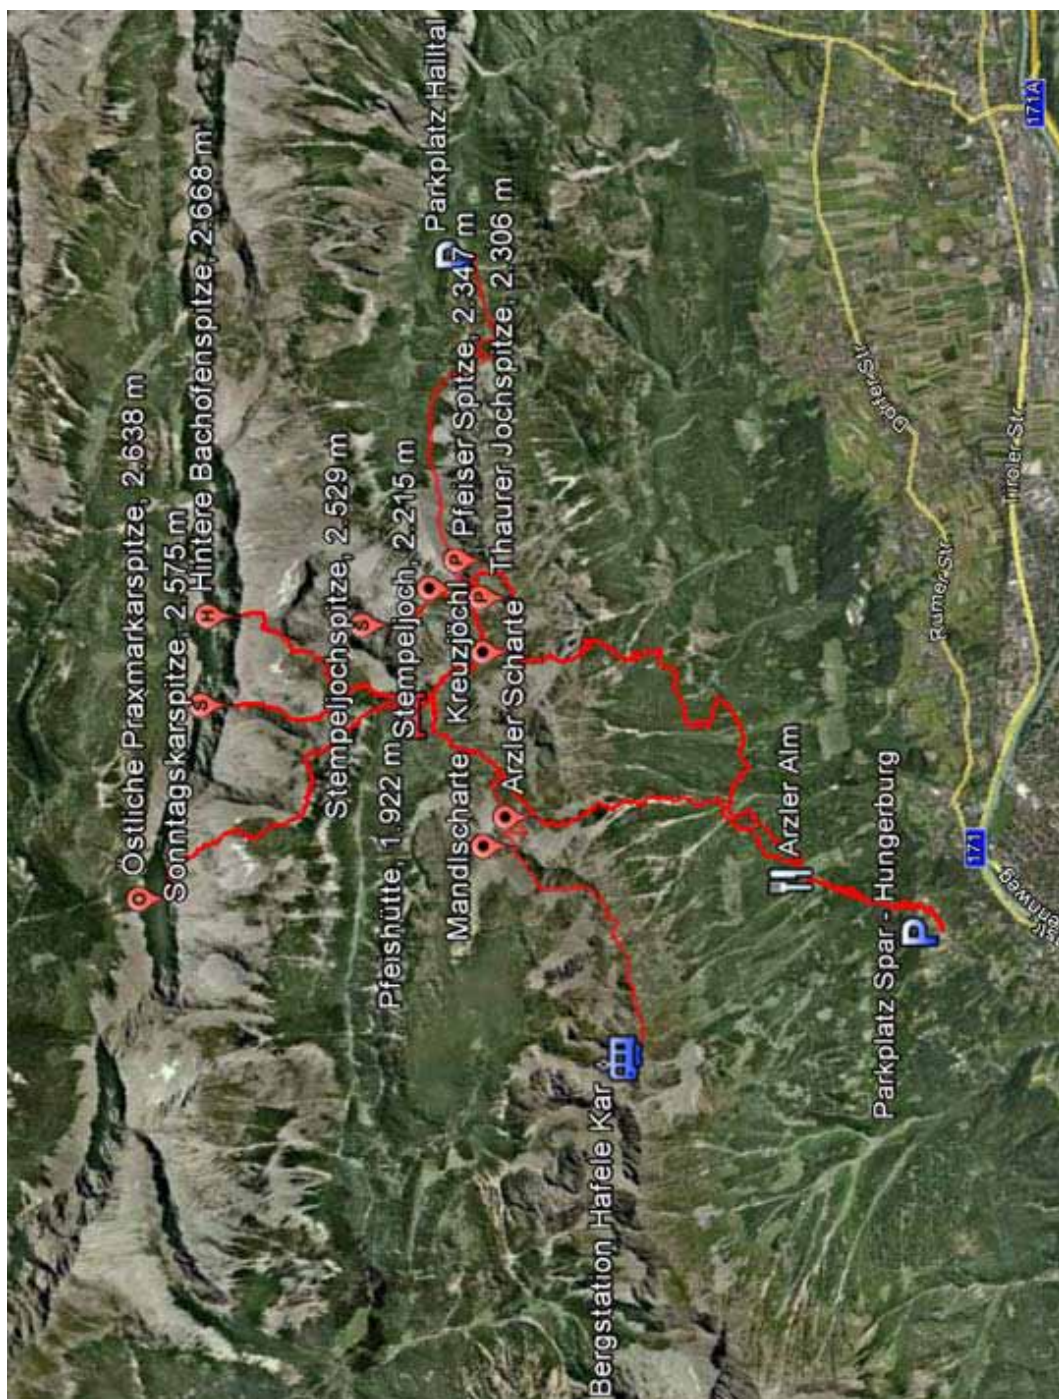 Östliche Praxmarkarspitze, 2.638 m
Sonntagskarspitze, 2.575 m
Hintere Bachofenspitze, 2.668 m
Stempeljochspitze, 2.529 m
Pfeishütte, 1.922 m
Stempeljoch, 2.215 m
Parkplatz Halltal
Mandlscharte
Kreuzjöchl
Pfeiser Spitze, 2.347 m
Thaurer Jochspitze, 2.306 m
Arzler Scharte
Bergstation Hafele Kar
Arzler Alm
Parkplatz Spar - Hungerburg
Dörfer Str.
Rumer Str.
171
Tiroler Str.
171A